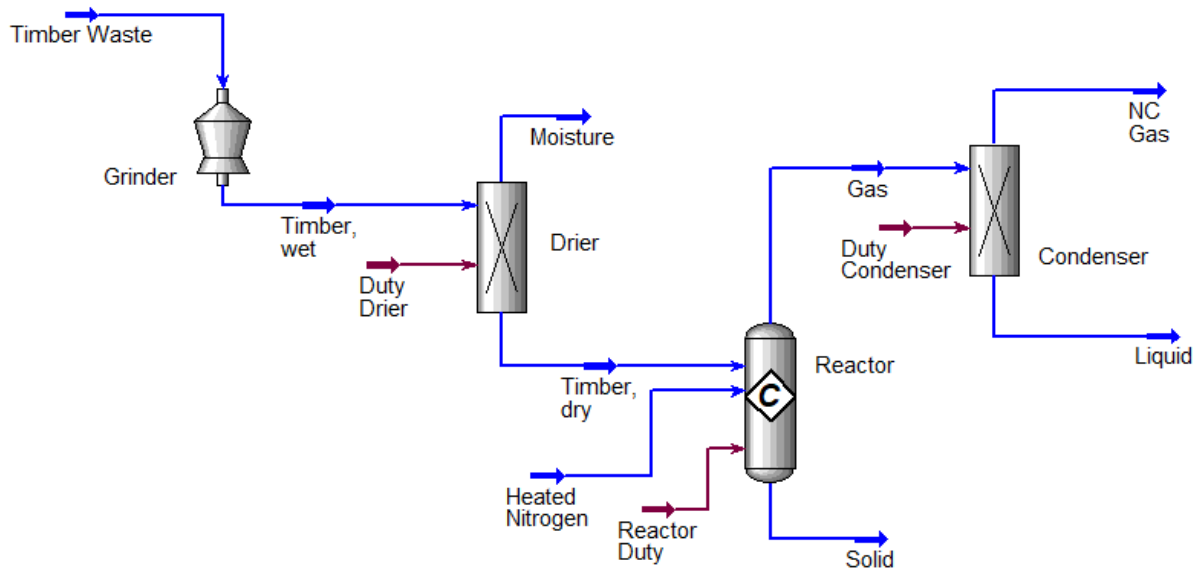 Timber Waste
Grinder
Timber,
wet
Moisture
Drier
Duty
Drier
Timber,
dry
Heated
Nitrogen
Reactor
Duty
C
Reactor
Solid
Gas
Duty
Condenser
Condenser
NC
Gas
Liquid